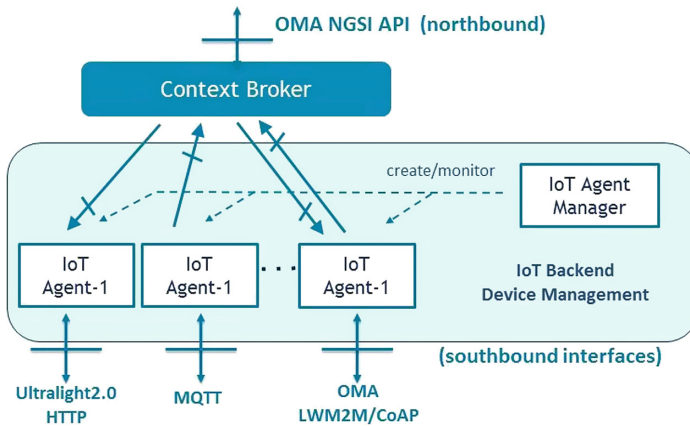 OMA NGSI API (northbound)
Context Broker
create/monitor
IoT Agent
Manager
IoT
Agent-1
IoT
Agent-1
. . .
IoT
Agent-1
IoT Backend
Device Management
(southbound interfaces)
Ultralight2.0
HTTP
MQTT
OMA
LWM2M/CoAP